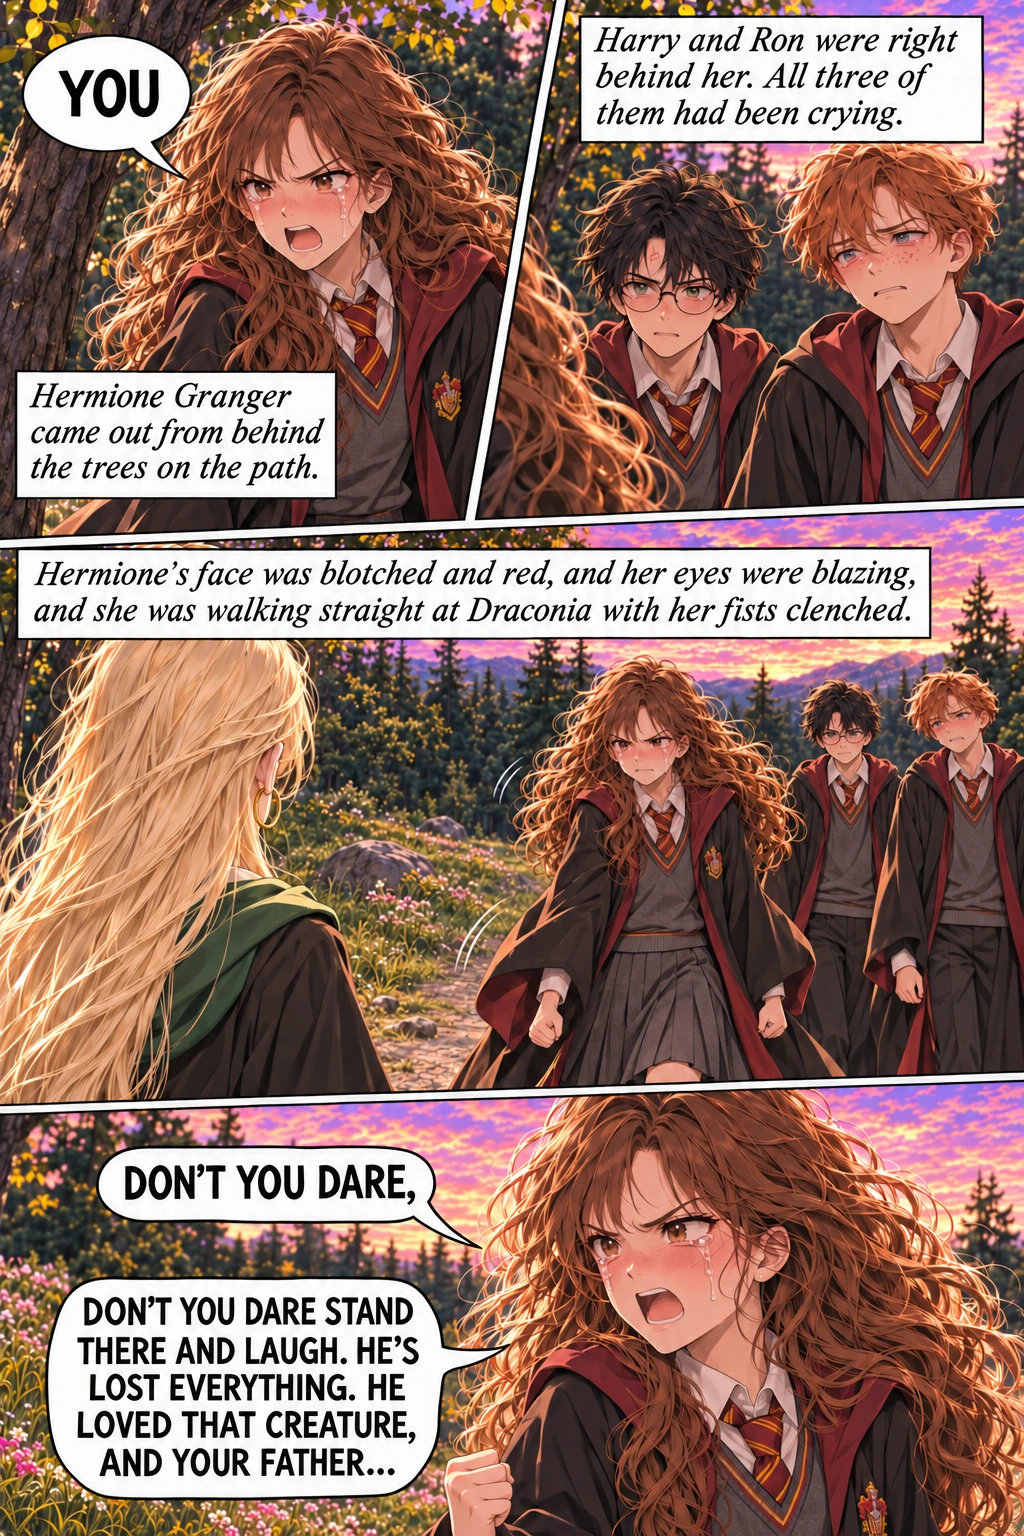 YOU
Hermione Granger
came out from behind
the trees on the path.
Harry and Ron were right
behind her. All three of
them had been crying.
Hermione's face was blotched and red, and her eyes were blazing,
and she was walking straight at Draconia with her fists clenched.
DON'T YOU DARE,
DON'T YOU DARE STAND
THERE AND LAUGH. HE'S
LOST EVERYTHING. HE
LOVED THAT CREATURE,
AND YOUR FATHER...